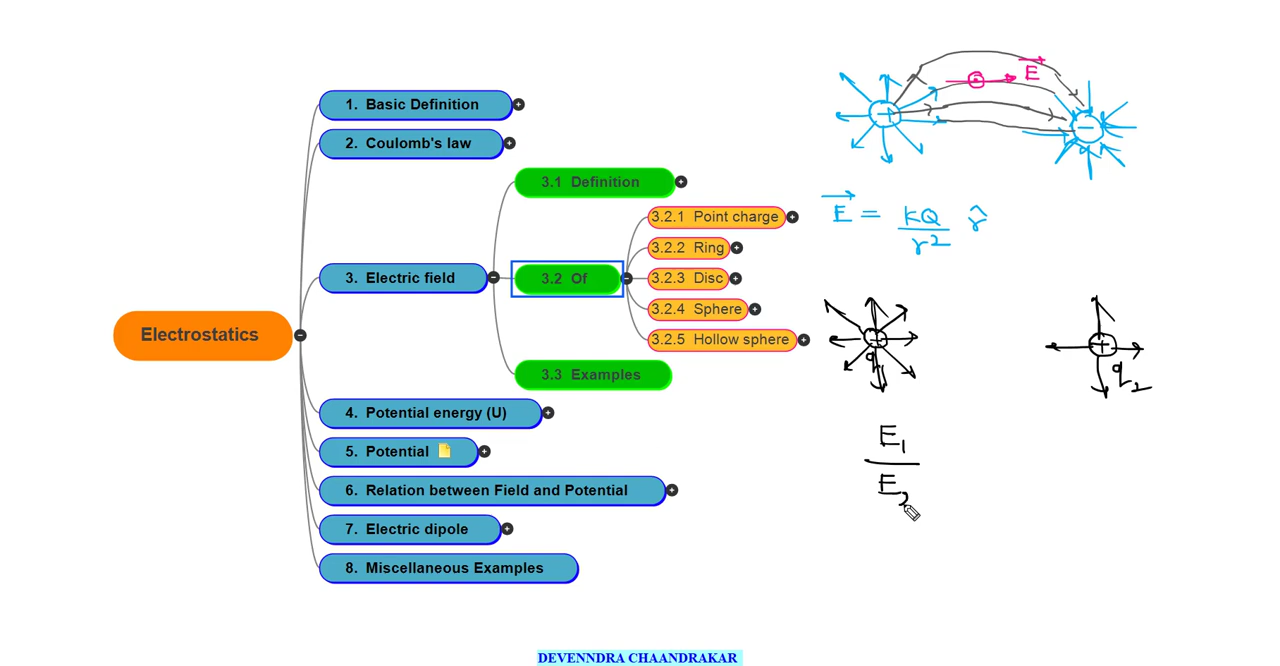 Electrostatics
1. Basic Definition
2. Coulomb's law
3. Electric field
3.1 Definition
3.2 Of
3.2.1 Point charge
3.2.2 Ring
3.2.3 Disc
3.2.4 Sphere
3.2.5 Hollow sphere
3.3 Examples
4. Potential energy (U)
5. Potential
6. Relation between Field and Potential
7. Electric dipole
8. Miscellaneous Examples
+ E⃗ −
E⃗ = kQ/r² r̂
+ q
+ q₂
E₁
E₂
DEVENNDRA CHAANDRAKAR